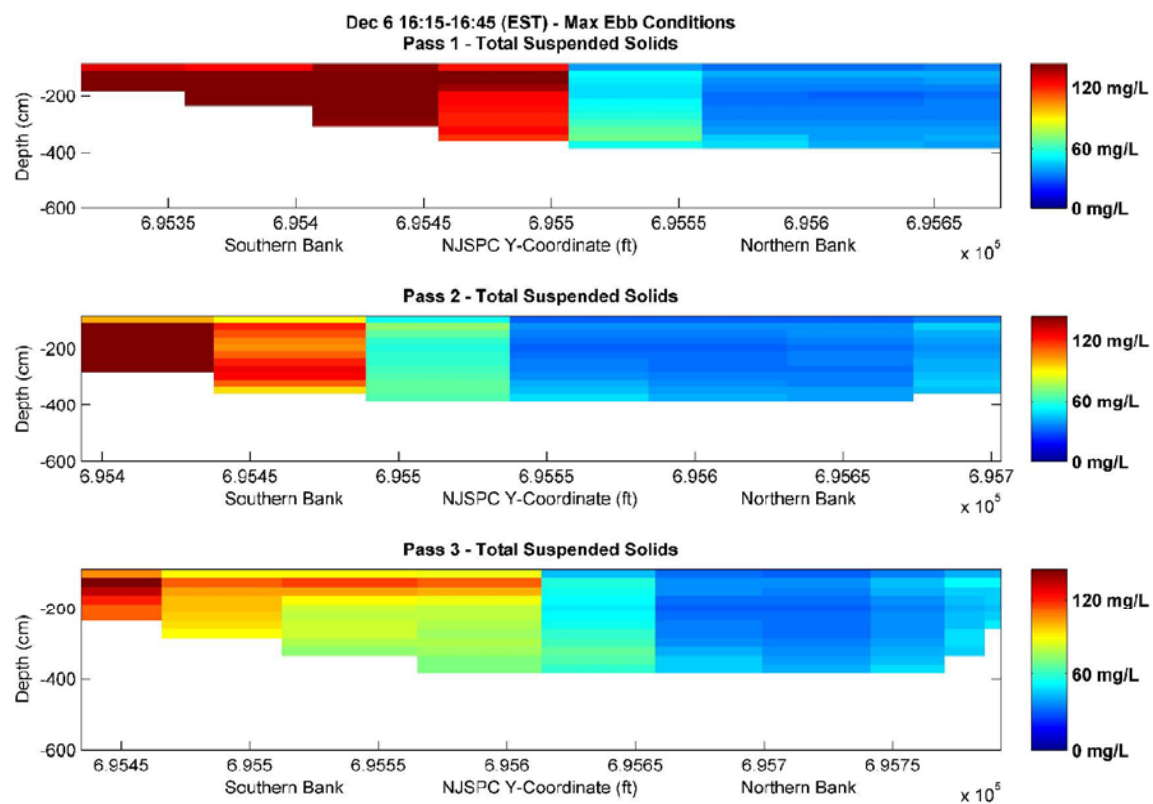 Dec 6 16:15-16:45 (EST) - Max Ebb Conditions
Pass 1 - Total Suspended Solids
Depth (cm)
-200
-400
-600
6.9535 6.954 6.9545 6.955 6.9555 6.956 6.9565
Southern Bank NJSPC Y-Coordinate (ft) Northern Bank
x 10^5
120 mg/L
60 mg/L
0 mg/L
Pass 2 - Total Suspended Solids
Depth (cm)
-200
-400
-600
6.954 6.9545 6.955 6.9555 6.956 6.9565 6.957
Southern Bank NJSPC Y-Coordinate (ft) Northern Bank
x 10^5
120 mg/L
60 mg/L
0 mg/L
Pass 3 - Total Suspended Solids
Depth (cm)
-200
-400
-600
6.9545 6.955 6.9555 6.956 6.9565 6.957 6.9575
Southern Bank NJSPC Y-Coordinate (ft) Northern Bank
x 10^5
120 mg/L
60 mg/L
0 mg/L